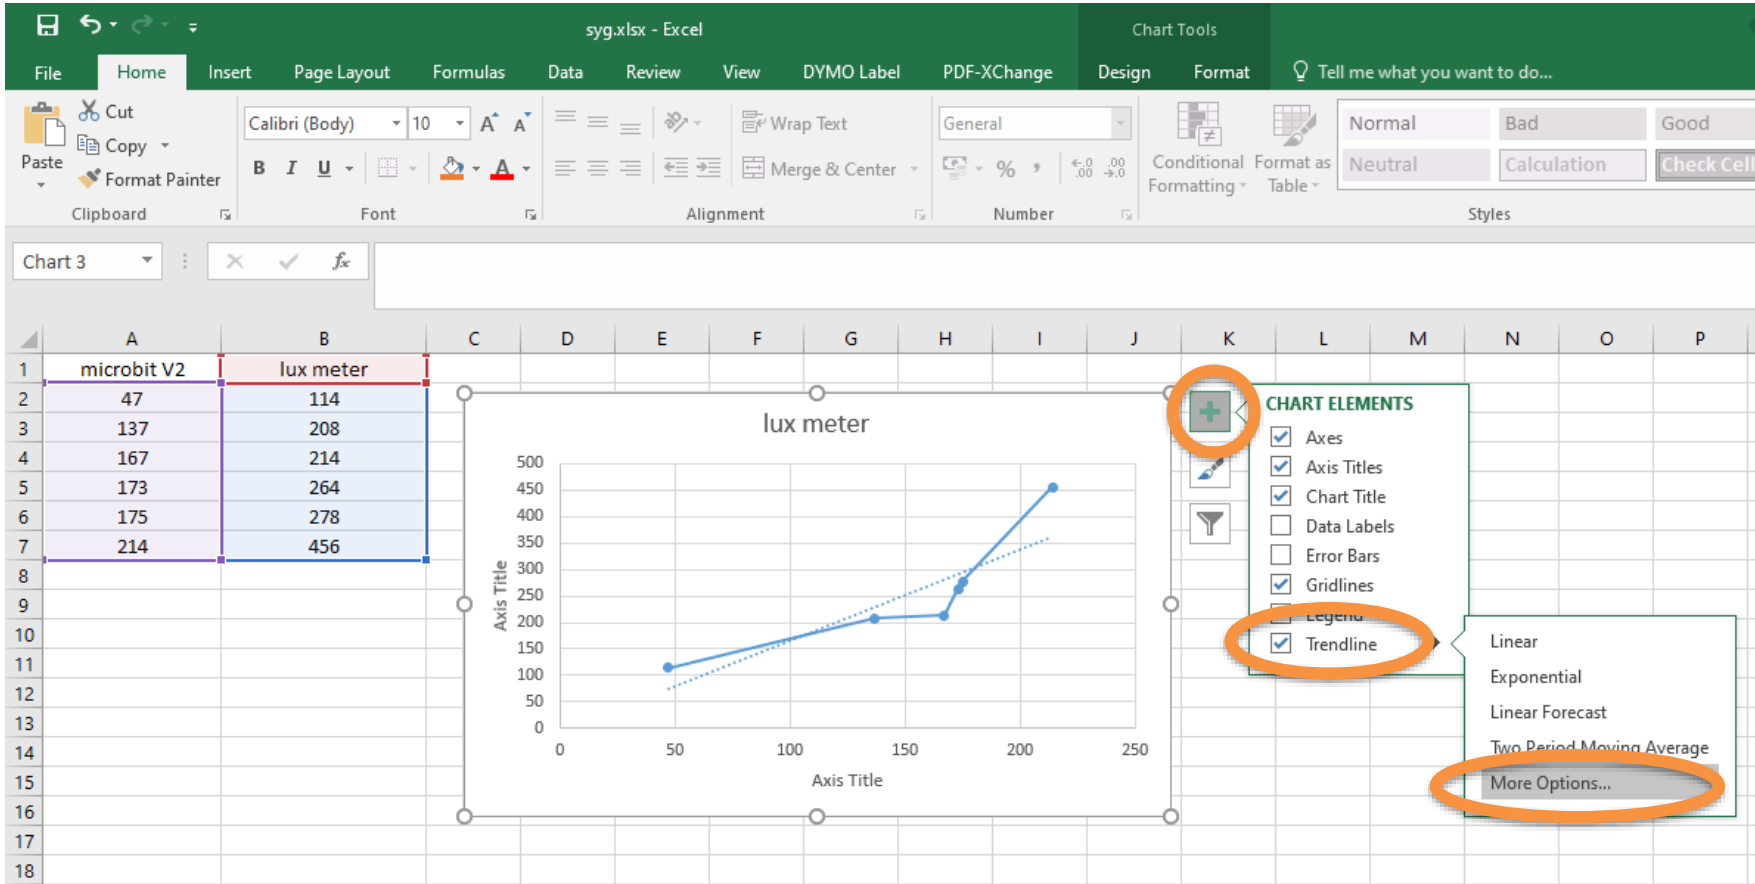 syg.xlsx - Excel
Chart Tools
File Home Insert Page Layout Formulas Data Review View DYMO Label PDF-XChange Design Format Tell me what you want to do...
Cut
Copy
Format Painter
Paste
Clipboard
Calibri (Body) 10 A A
B I U A
Font
Wrap Text
Merge & Center
Alignment
General
% , .0 .00 .00 .0
Number
Conditional Formatting
Format as Table
Normal Bad Good
Neutral Calculation Check Cell
Styles
Chart 3 fx
A B C D E F G H I J K L M N O P
1 microbit V2 lux meter
2 47 114
3 137 208
4 167 214
5 173 264
6 175 278
7 214 456
8
9
10
11
12
13
14
15
16
17
18
lux meter
500
450
400
350
300
250
200
150
100
50
0
Axis Title
0 50 100 150 200 250
Axis Title
CHART ELEMENTS
Axes
Axis Titles
Chart Title
Data Labels
Error Bars
Gridlines
Legend
Trendline
Linear
Exponential
Linear Forecast
Two Period Moving Average
More Options...